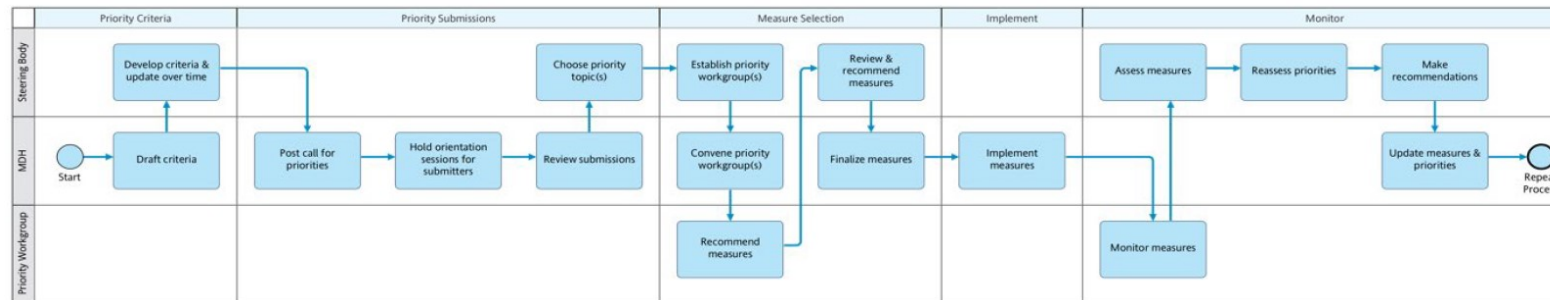 Priority Criteria
Priority Submissions
Measure Selection
Implement
Monitor
Steering Body
Develop criteria &
update over time
Choose priority
topic(s)
Establish priority
workgroup(s)
Review &
recommend
measures
Assess measures
Reassess priorities
Make
recommendations
MDH
Start
Draft criteria
Post call for
priorities
Hold orientation
sessions for
submitters
Review submissions
Convene priority
workgroup(s)
Finalize measures
Implement
measures
Update measures &
priorities
Repea
Proce
Priority Workgroup
Recommend
measures
Monitor measures